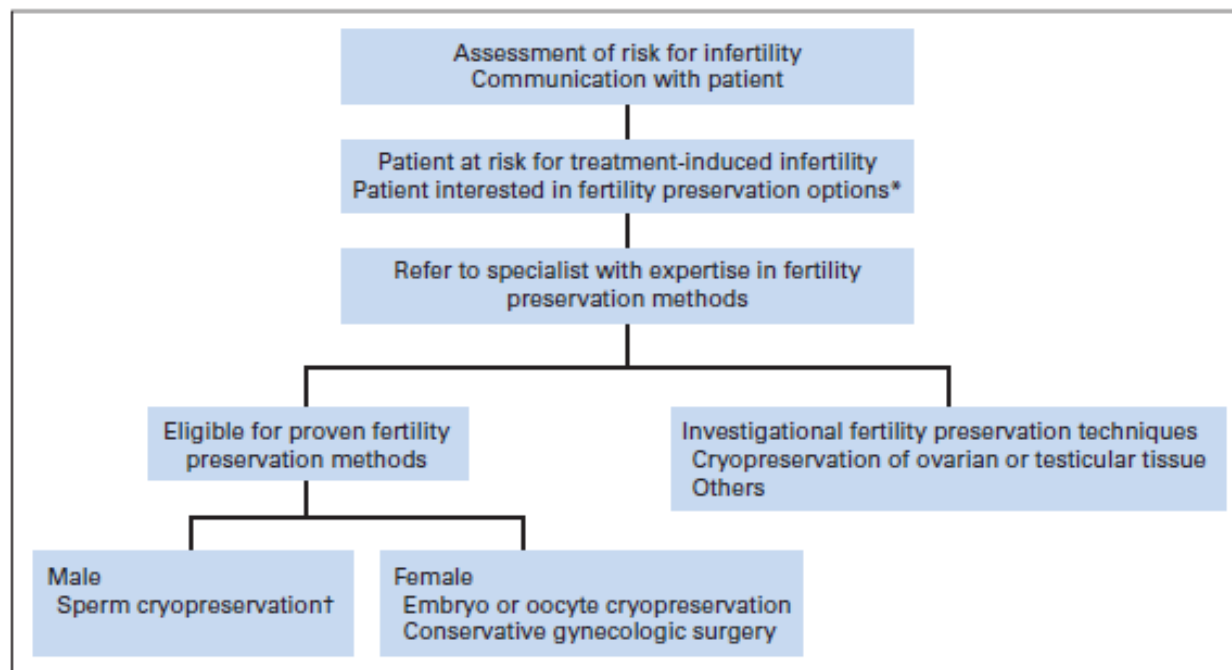 Assessment of risk for infertility
Communication with patient
Patient at risk for treatment-induced infertility
Patient interested in fertility preservation options*
Refer to specialist with expertise in fertility
preservation methods
Eligible for proven fertility
preservation methods
Investigational fertility preservation techniques
Cryopreservation of ovarian or testicular tissue
Others
Male
Sperm cryopreservation†
Female
Embryo or oocyte cryopreservation
Conservative gynecologic surgery